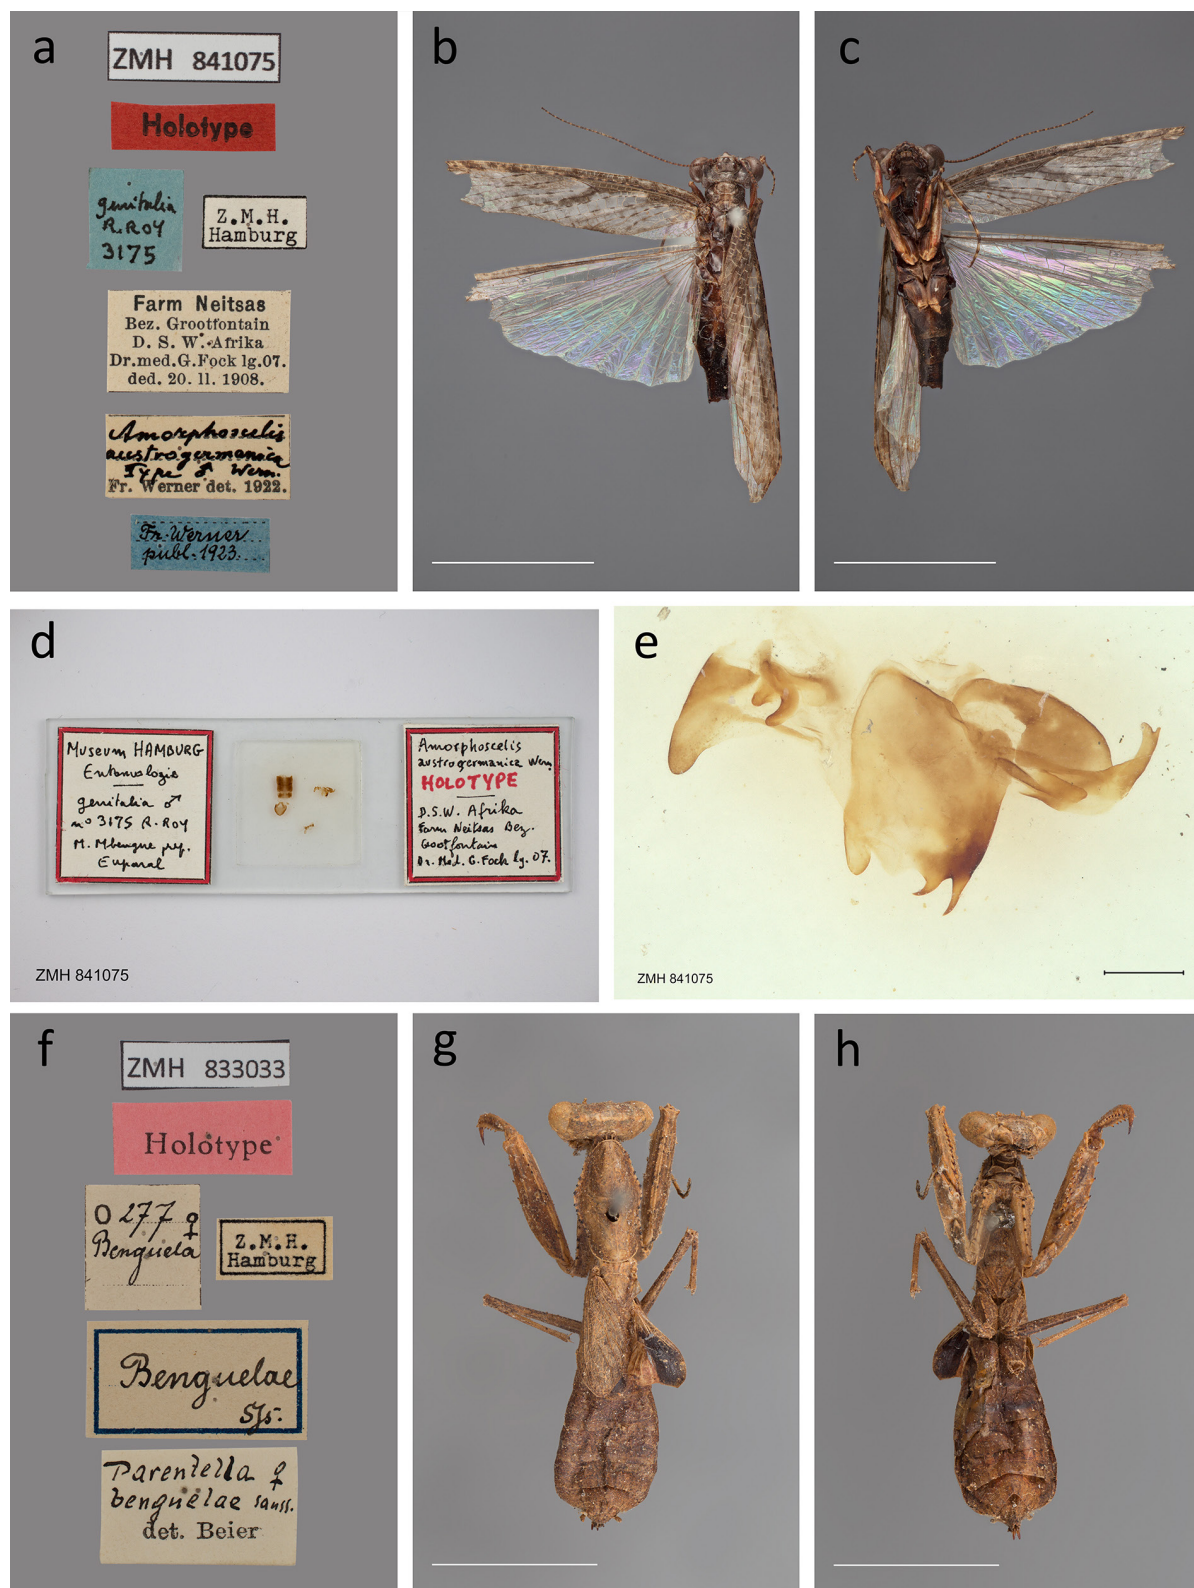 a
ZMH 841075
Holotype
genitalia
R. ROY
3175
Z.M.H.
Hamburg
Farm Neitsas
Bez. Grootfontain
D. S. W.-Afrika
Dr.med.G.Fock lg.07.
ded. 20. 11. 1908.
Amorphoscelis
austrogermanica
Type ♂ Wern.
Fr. Werner det. 1922.
Fr. Werner
publ. 1923.
b
c
d
Museum HAMBURG
Entomologie
genitalia ♂
nº 3175 R. ROY
M. Mbengue prep.
Euparal
Amorphoscelis
austrogermanica Wern.
HOLOTYPE
D.S.W. Afrika
Farm Neitsas Bez.
Gootfontain
Dr. Med. G. Fock lg. 07.
ZMH 841075
e
ZMH 841075
f
ZMH 833033
Holotype
O 277 ♀
Benguela
Z.M.H.
Hamburg
Benguelae
Sss.
Parentella ♀
benguelae sauss.
det. Beier
g
h